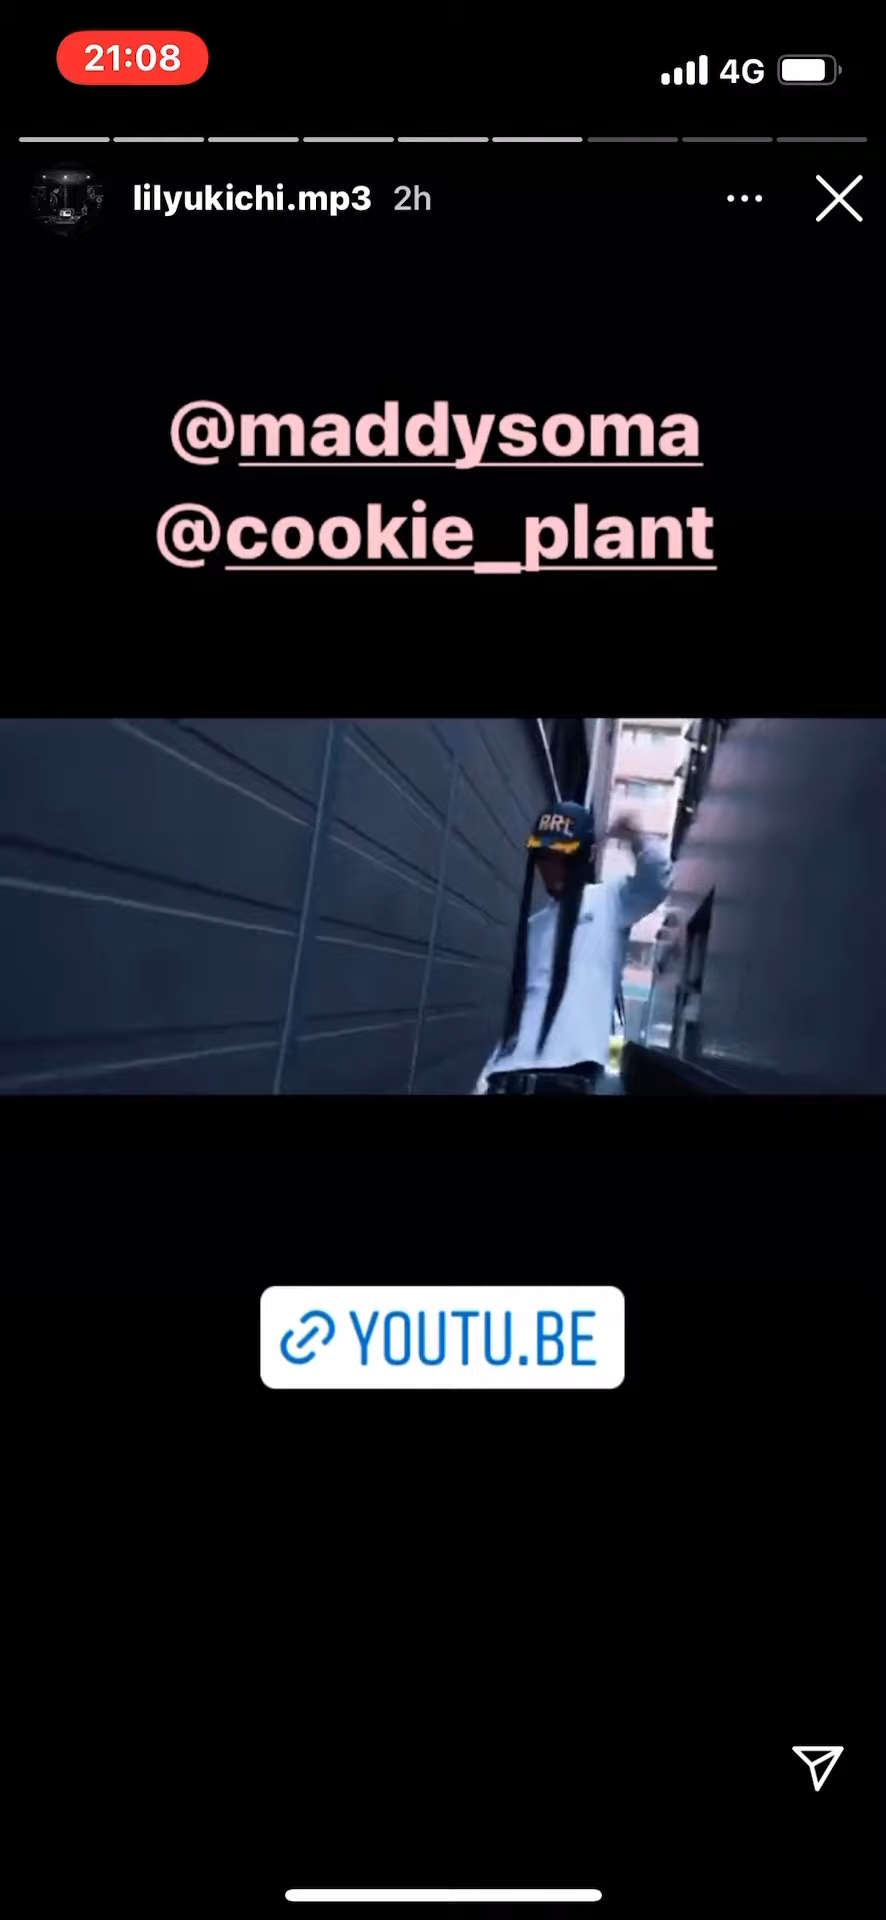 21:08
4G
lilyukichi.mp3 2h
@maddysoma
@cookie_plant
RRL
YOUTU.BE